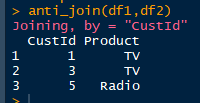 > anti_join(df1,df2)
Joining, by = "CustId"
  CustId Product
1      1      TV
2      3      TV
3      5   Radio
>